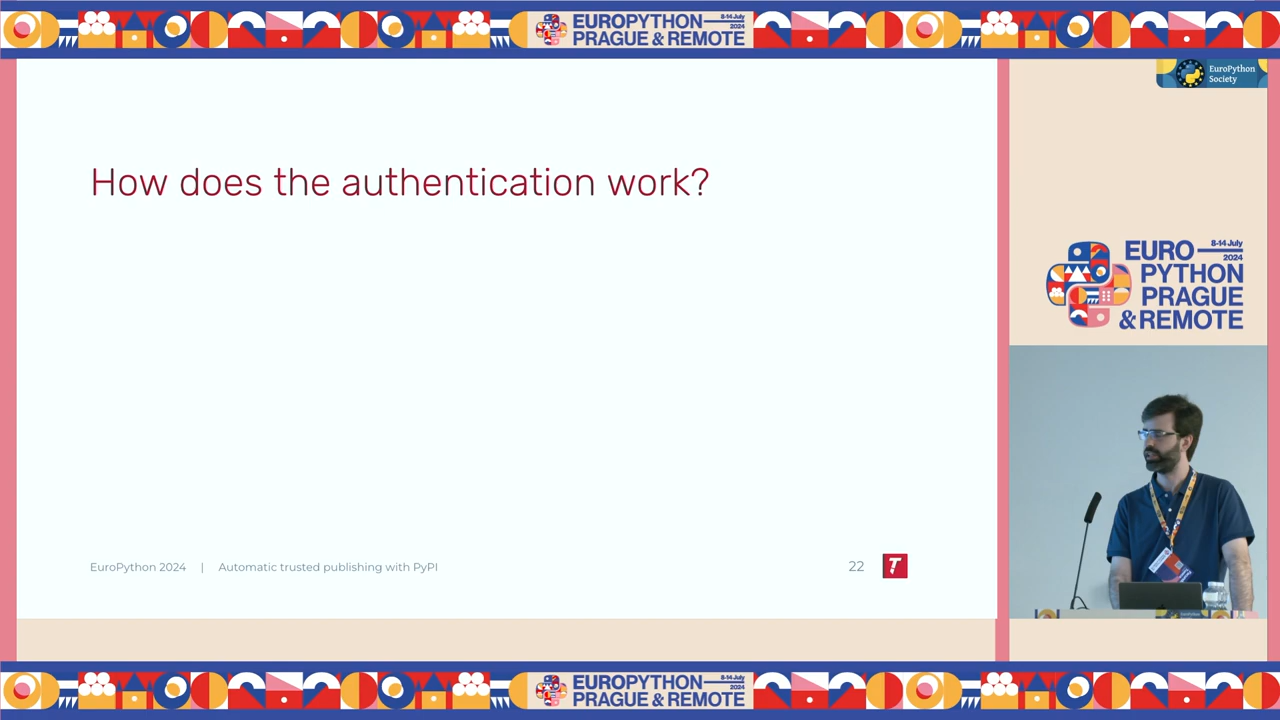 EUROPYTHON
8-14 July
2024
PRAGUE & REMOTE
EuroPython
Society
How does the authentication work?
EURO
8-14 July
2024
PYTHON
PRAGUE
& REMOTE
EuroPython 2024 | Automatic trusted publishing with PyPI
22
T
EUROPYTHON
8-14 July
2024
PRAGUE & REMOTE